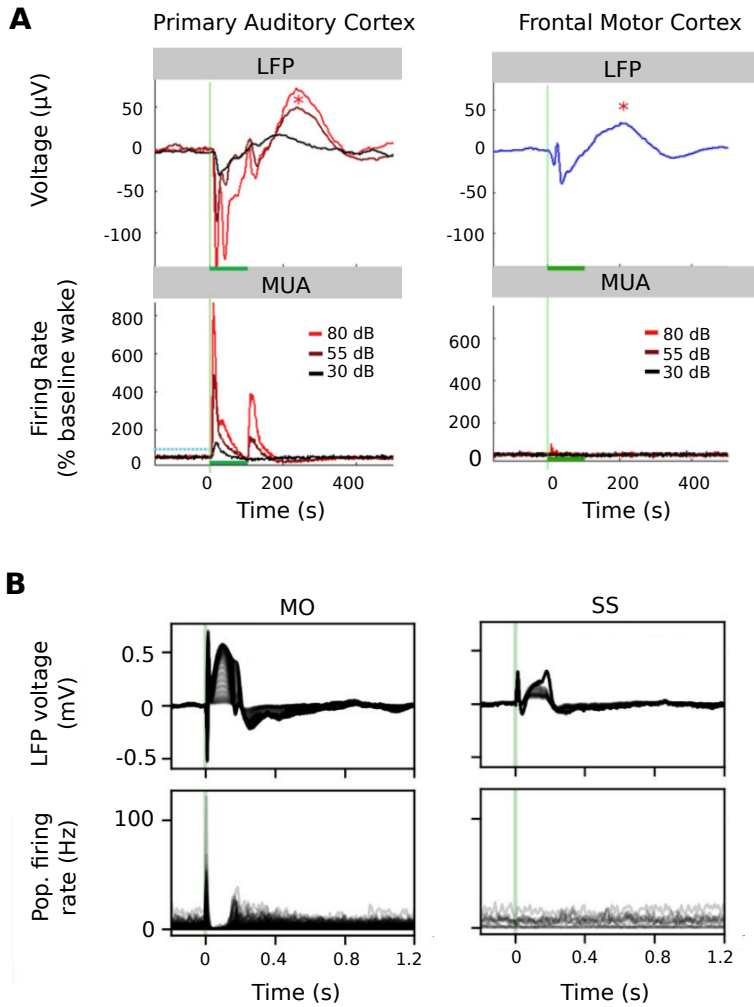 A
Primary Auditory Cortex
Frontal Motor Cortex
LFP
LFP
Voltage (µV)
50
0
-50
-100
50
0
-50
-100
MUA
MUA
Firing Rate
(% baseline wake)
800
600
400
200
0
80 dB
55 dB
30 dB
600
400
200
0
80 dB
55 dB
30 dB
0
200
400
Time (s)
0
200
400
Time (s)
B
MO
SS
LFP voltage
(mV)
0.5
0
-0.5
Pop. firing
rate (Hz)
100
0
0
0.4
0.8
1.2
Time (s)
0
0.4
0.8
1.2
Time (s)